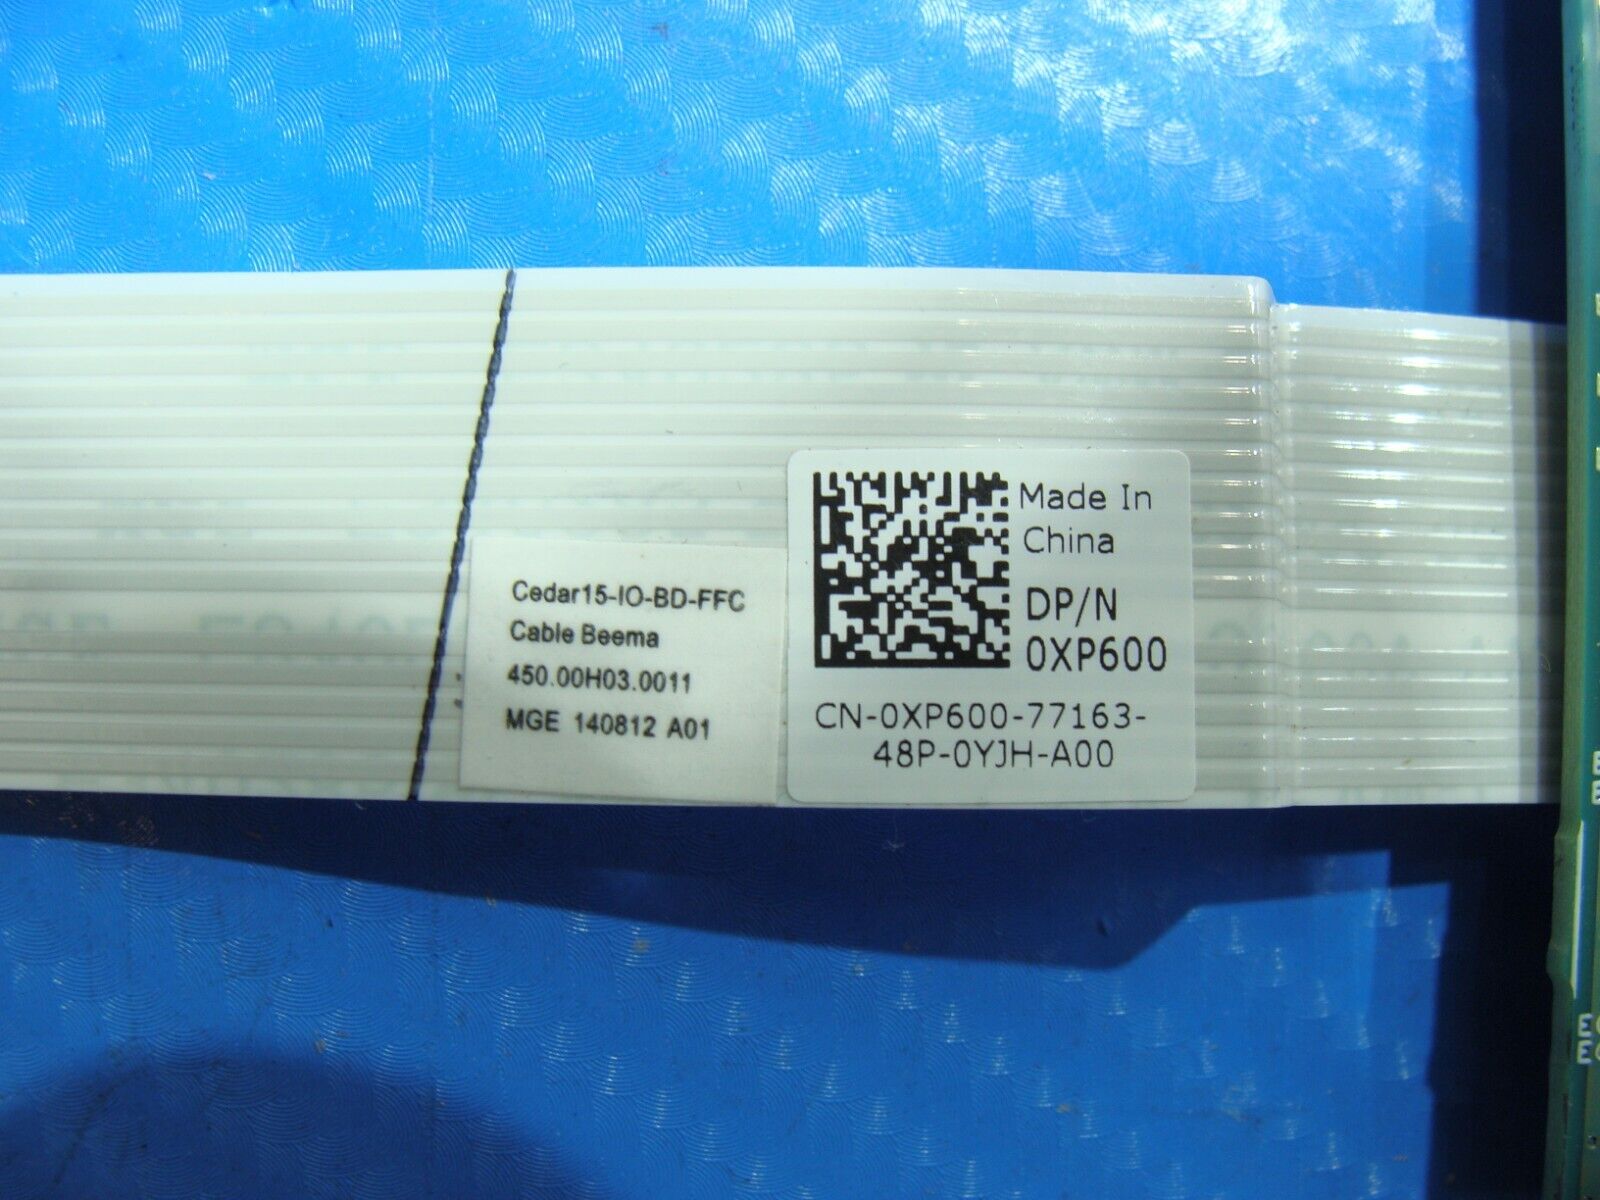 Cedar15-IO-BD-FFC
Cable Beema
450.00H03.0011
MGE 140812 A01
Made In
China
DP/N
0XP600
CN-0XP600-77163-
48P-0YJH-A00